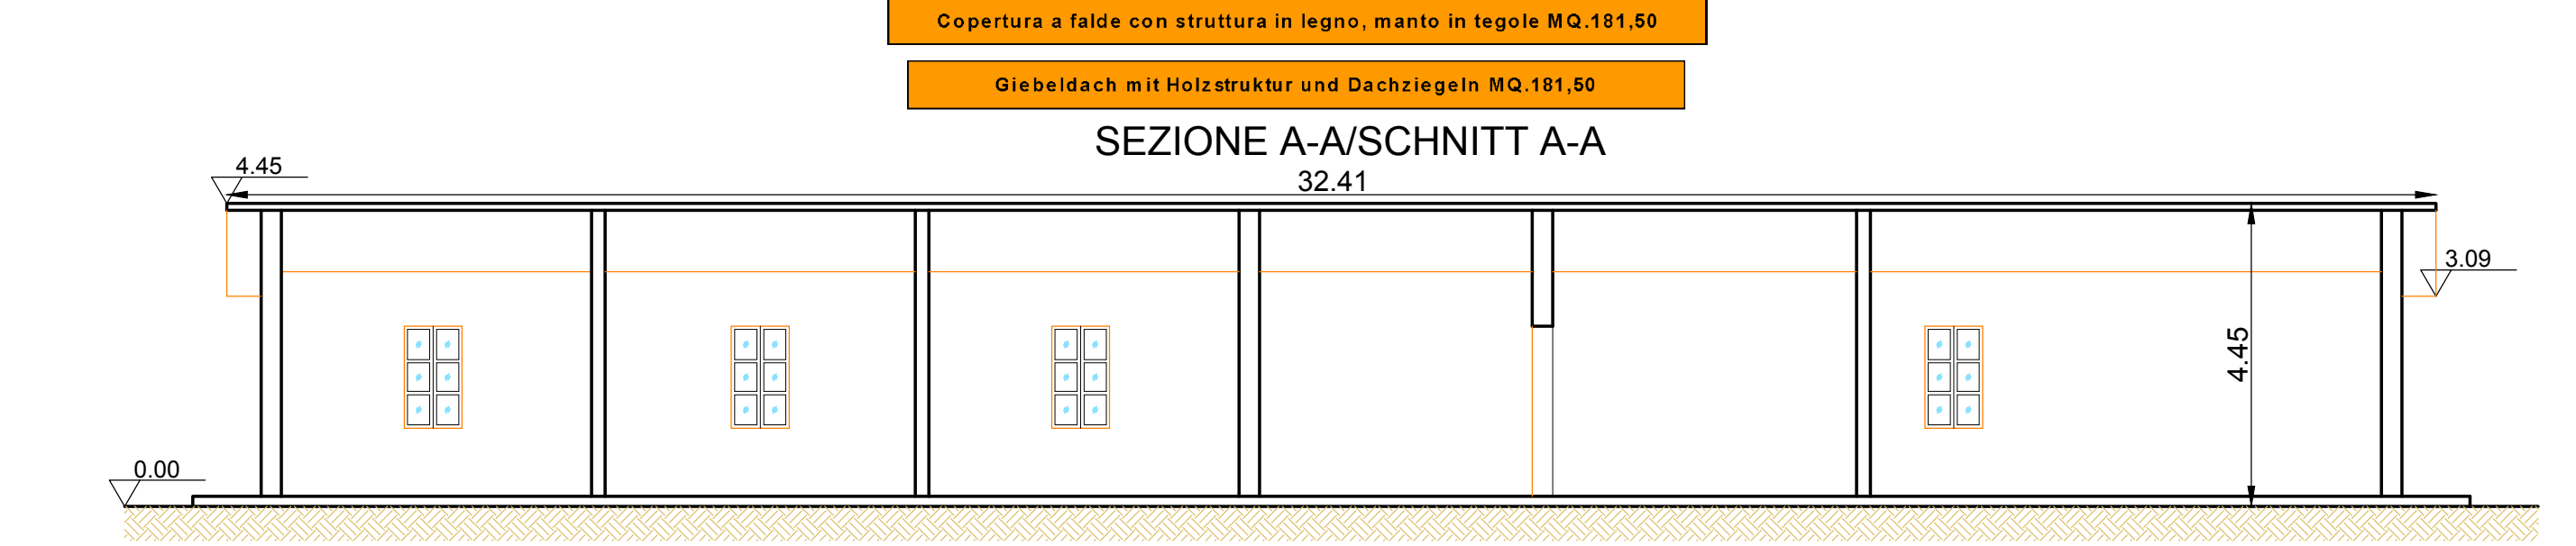 Copertura a falde con struttura in legno, manto in tegole MQ.181,50
Giebeldach mit Holzstruktur und Dachziegeln MQ.181,50
SEZIONE A-A/SCHNITT A-A
4.45
32.41
3.09
4.45
0.00